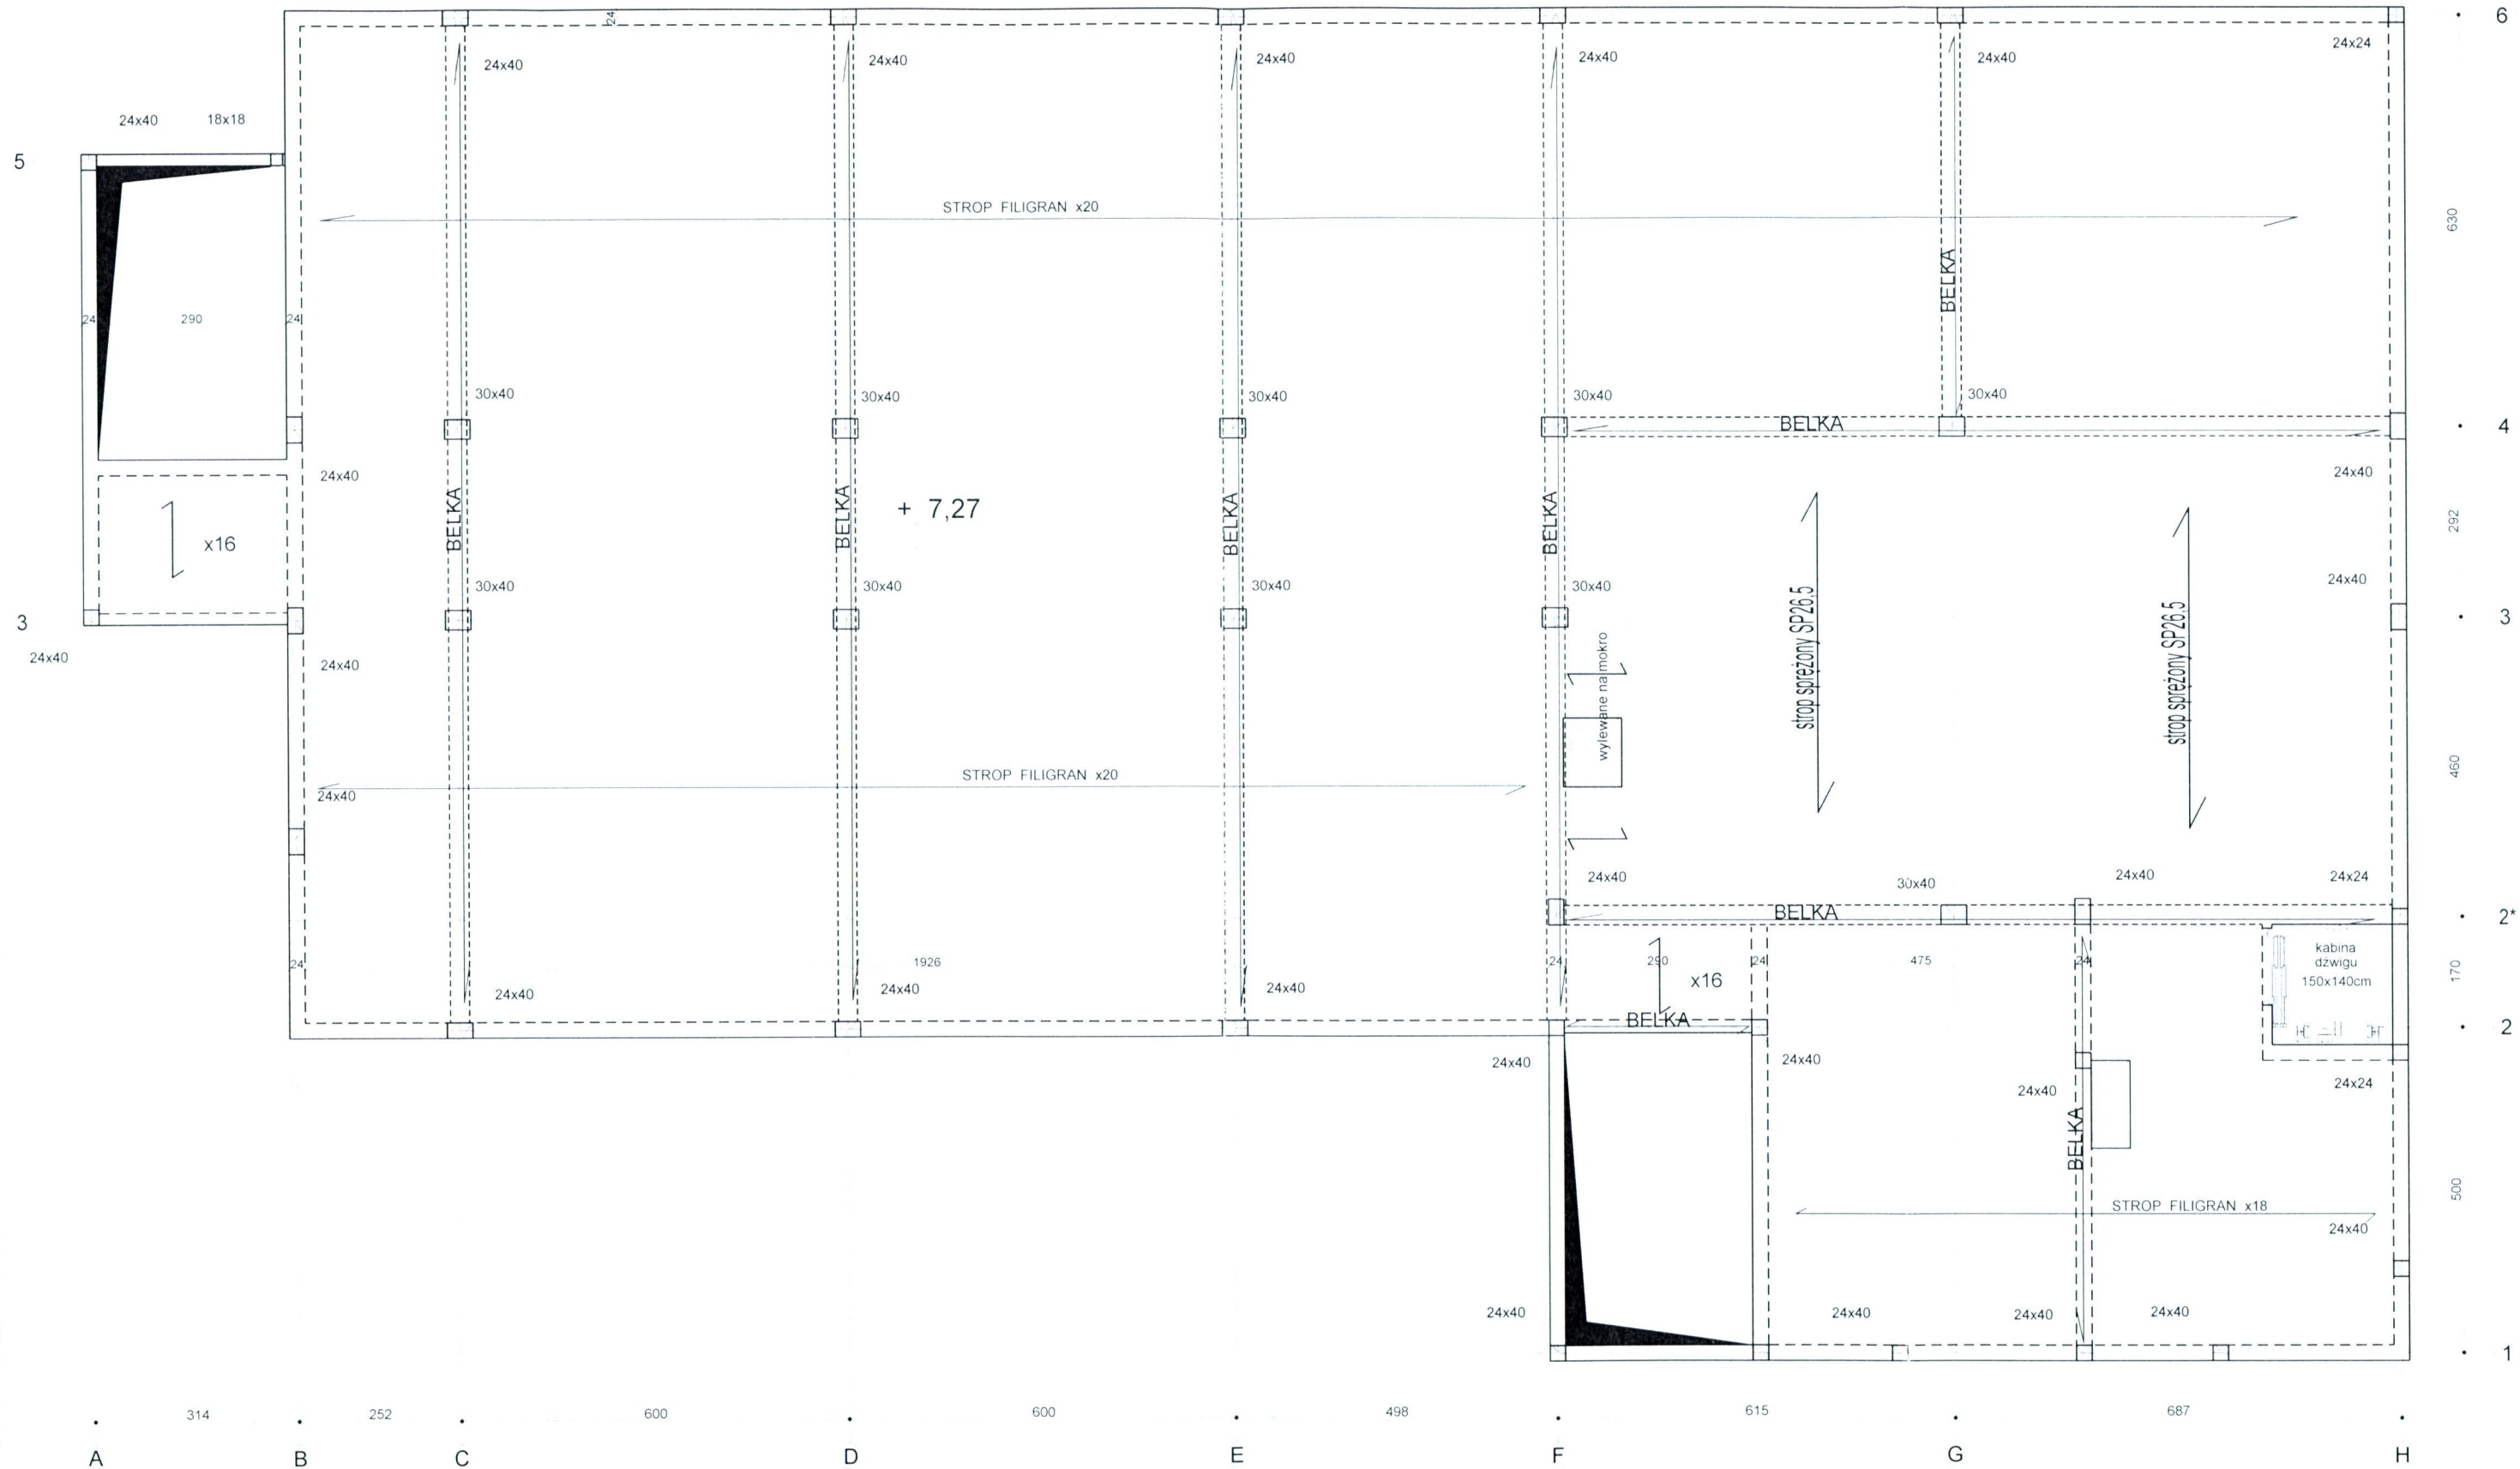 24
6
24x40
24x40
24x40
24x40
24x40
24x24
24x40
18x18
5
STROP FILIGRAN x20
630
BELKA
24
290
24
30x40
30x40
30x40
30x40
30x40
BELKA
4
24x40
24x40
BELKA
BELKA
BELKA
BELKA
+ 7,27
292
x16
30x40
30x40
30x40
30x40
24x40
3
3
24x40
24x40
wylewane na mokro
strop sprężony SP26,5
strop sprężony SP26,5
STROP FILIGRAN x20
460
24x40
24x40
30x40
24x40
24x24
BELKA
2*
24
1926
24
290
24
475
24
kabina
dźwigu
150x140cm
170
x16
24x40
24x40
24x40
BELKA
2
24x40
24x40
24x40
24x24
BELKA
500
STROP FILIGRAN x18
24x40
24x40
24x40
24x40
24x40
1
314
252
600
600
498
615
687
A
B
C
D
E
F
G
H